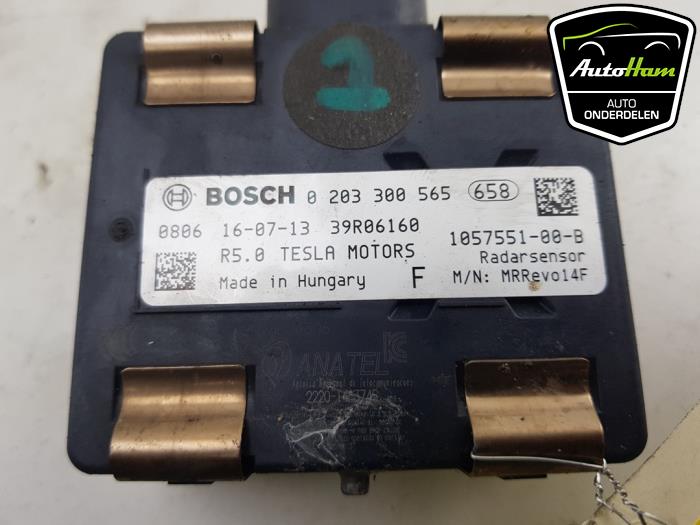 AutoHam
AUTO
ONDERDELEN
1
BOSCH 0 203 300 565 658
0806 16-07-13 39R06160
1057551-00-B
R5.0 TESLA MOTORS
Radarsensor
Made in Hungary F M/N: MRRevo14F
ANATEL